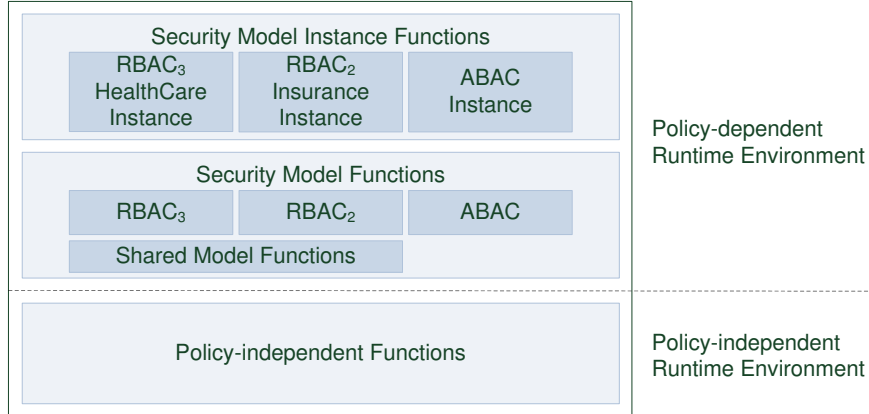 Security Model Instance Functions
RBAC₃
HealthCare
Instance
RBAC₂
Insurance
Instance
ABAC
Instance
Policy-dependent
Runtime Environment
Security Model Functions
RBAC₃
RBAC₂
ABAC
Shared Model Functions
Policy-independent Functions
Policy-independent
Runtime Environment